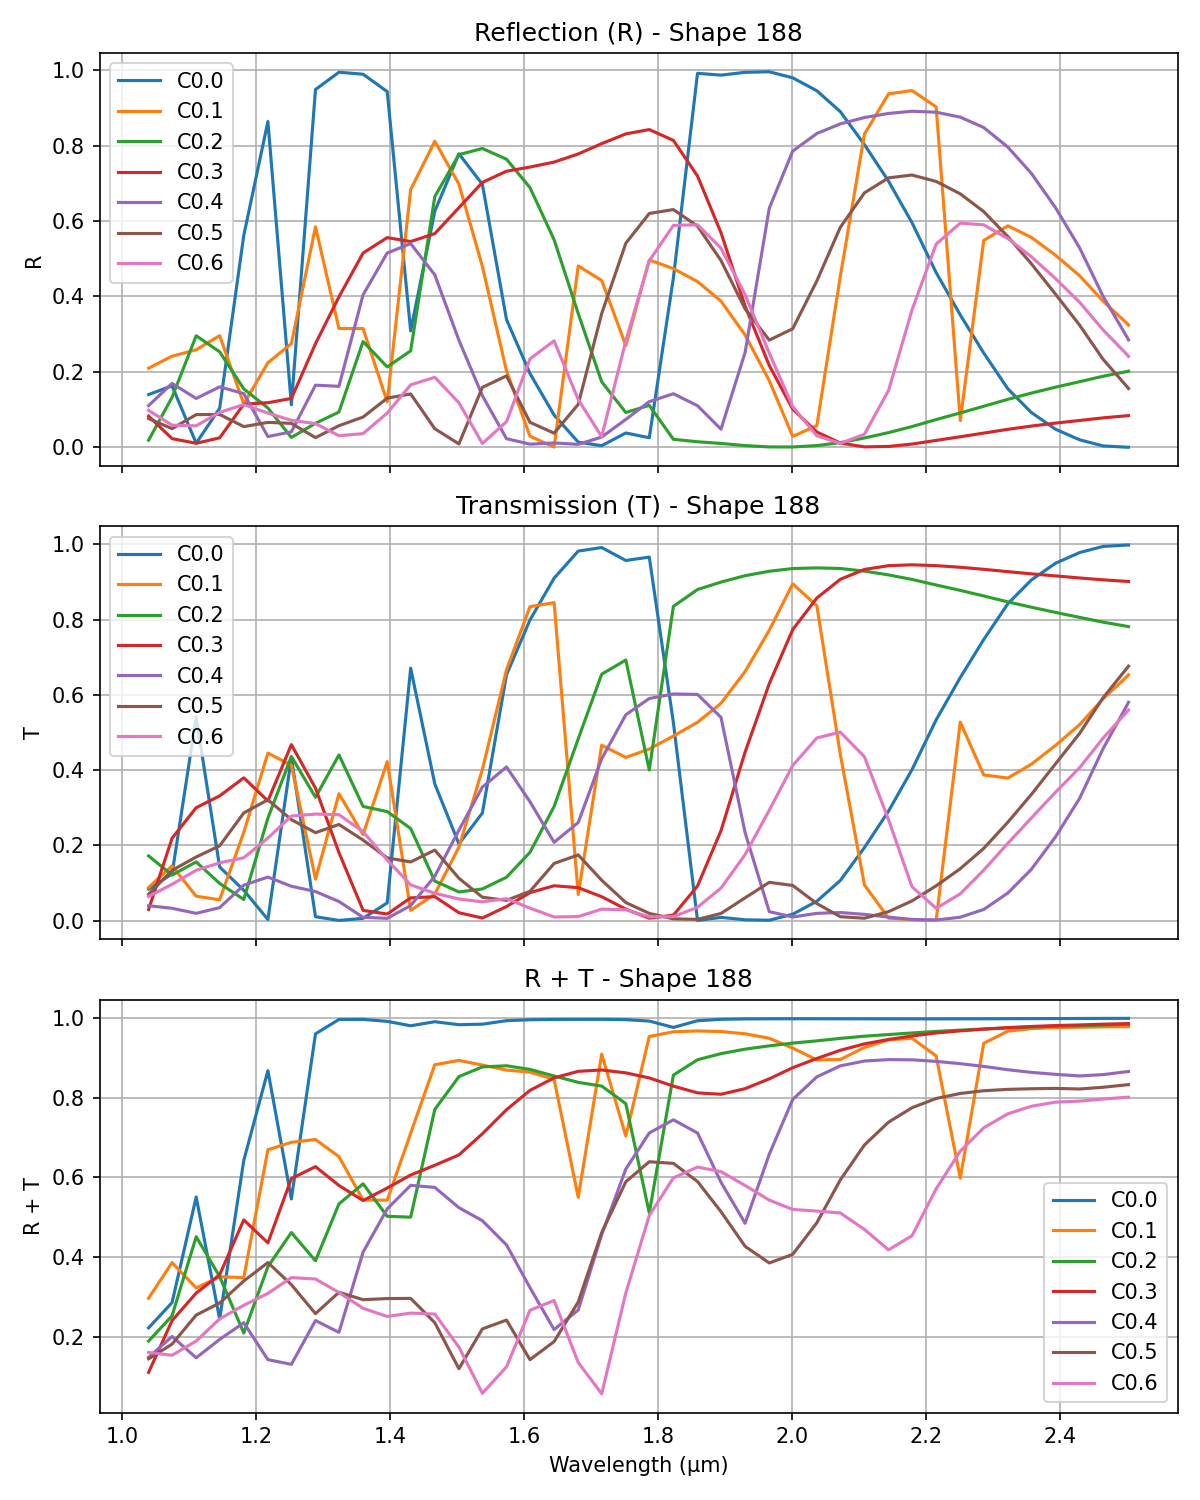 Reflection (R) - Shape 188
1.0
0.8
0.6
0.4
0.2
0.0
R
C0.0
C0.1
C0.2
C0.3
C0.4
C0.5
C0.6
Transmission (T) - Shape 188
1.0
0.8
0.6
0.4
0.2
0.0
T
C0.0
C0.1
C0.2
C0.3
C0.4
C0.5
C0.6
R + T - Shape 188
1.0
0.8
0.6
0.4
0.2
R + T
C0.0
C0.1
C0.2
C0.3
C0.4
C0.5
C0.6
1.0 1.2 1.4 1.6 1.8 2.0 2.2 2.4
Wavelength (µm)